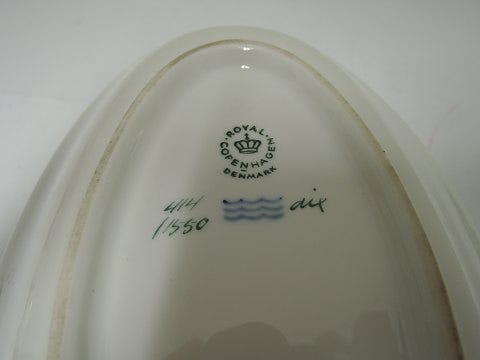 ROYAL
COPENHAGEN
DENMARK
414 dix
/1550